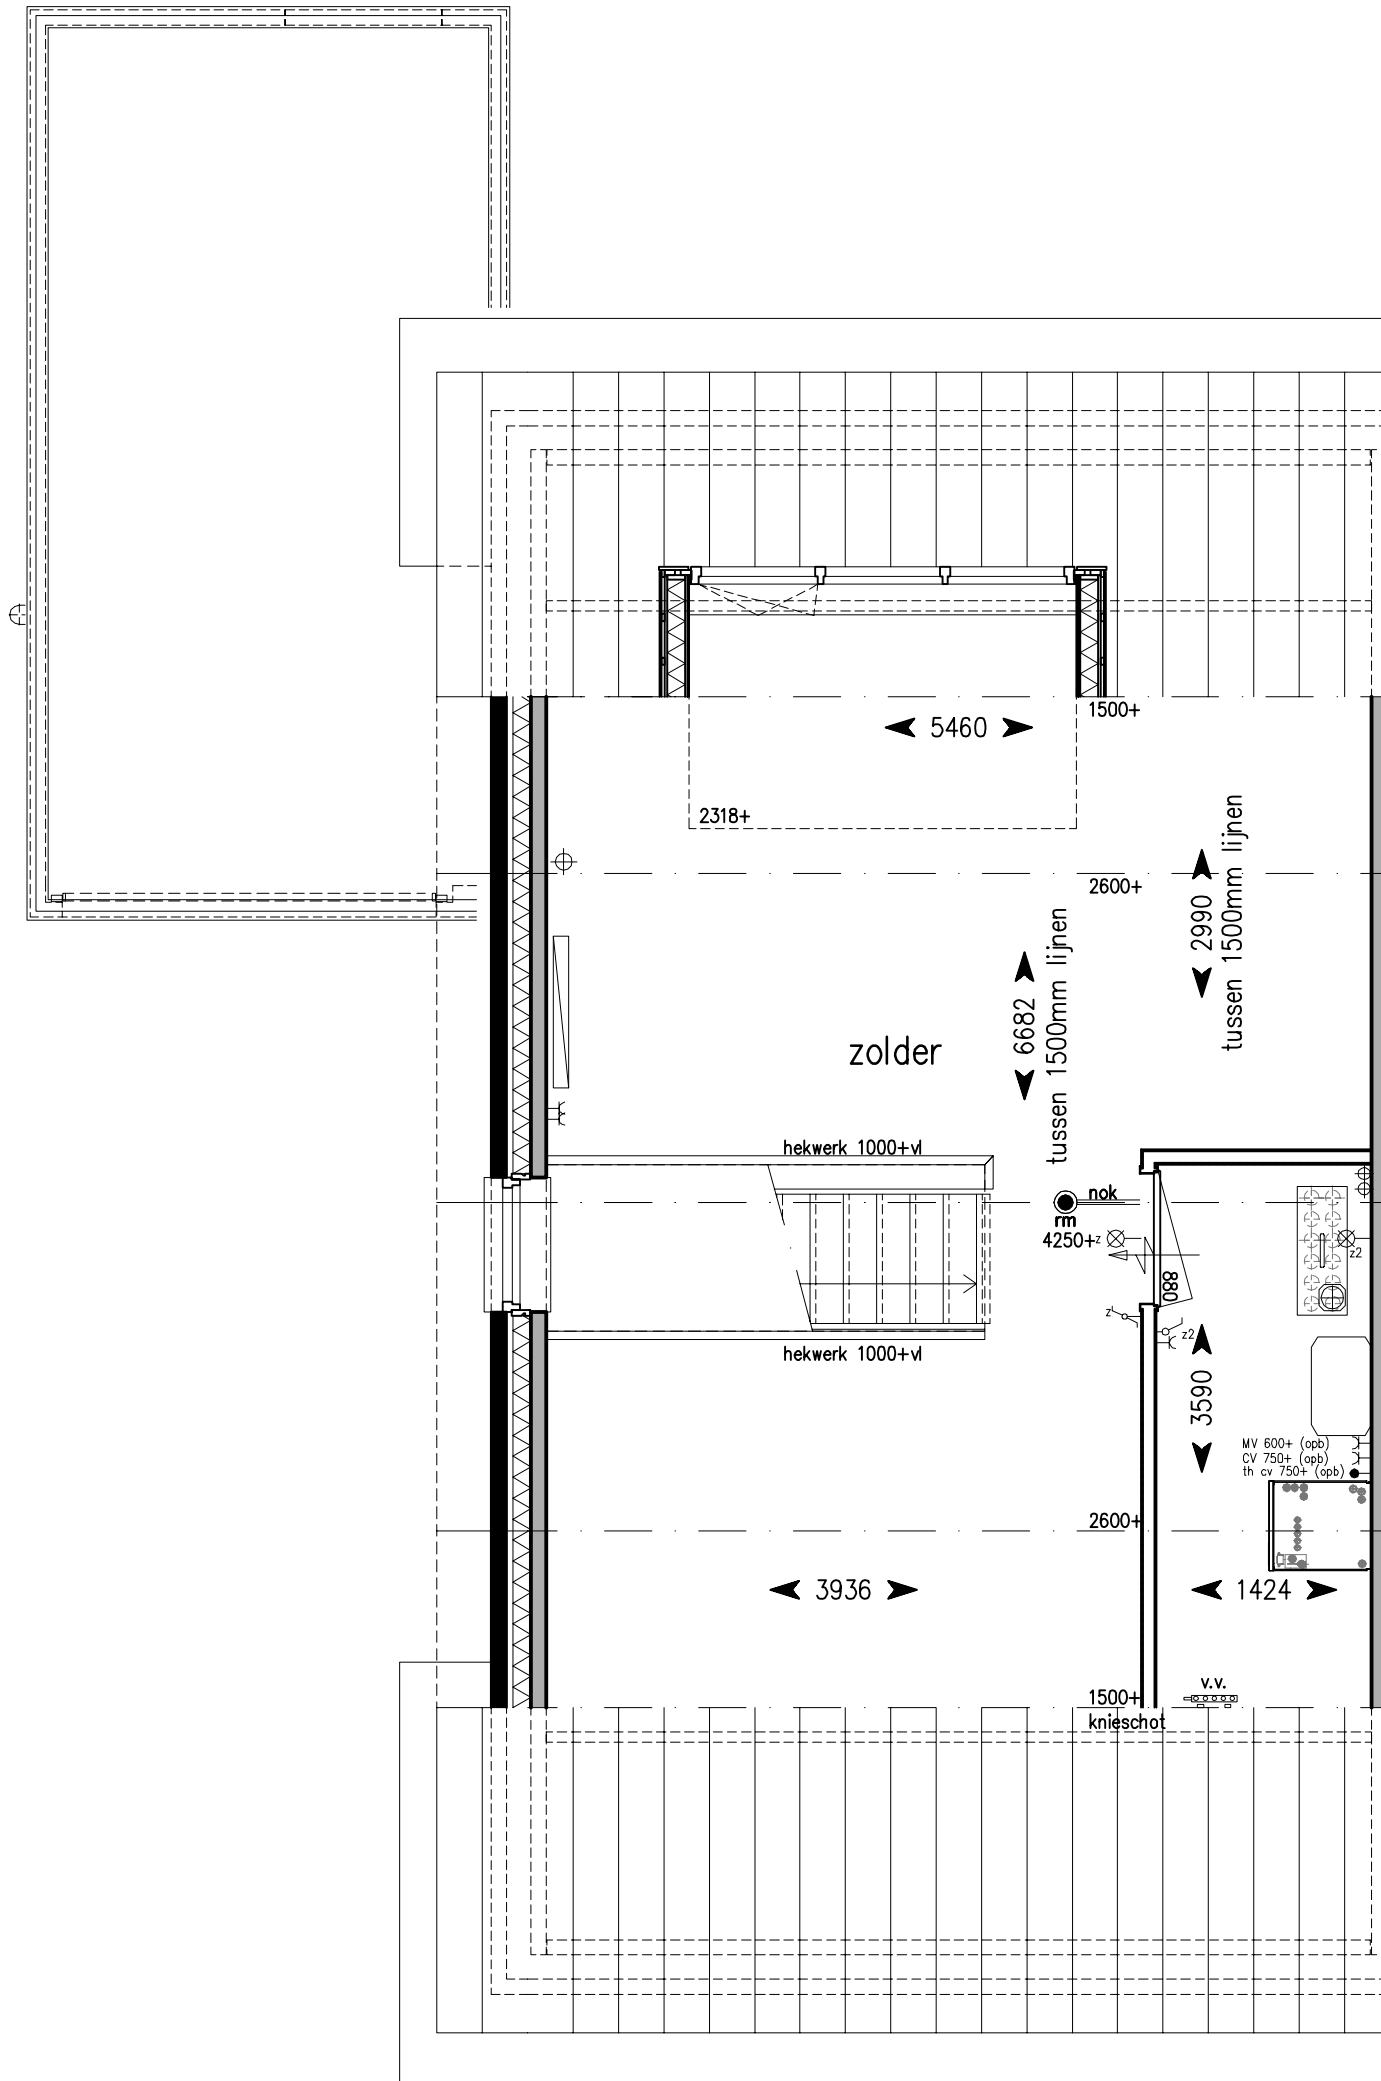 1500+
5460
2318+
2600+
2990
tussen 1500mm lijnen
6682
tussen 1500mm lijnen
zolder
hekwerk 1000+vl
nok
rm
4250+
z
z2
880
z
z2
hekwerk 1000+vl
3590
MV 600+ (opb)
CV 750+ (opb)
th cv 750+ (opb)
2600+
3936
1424
v.v.
1500+
knieschot